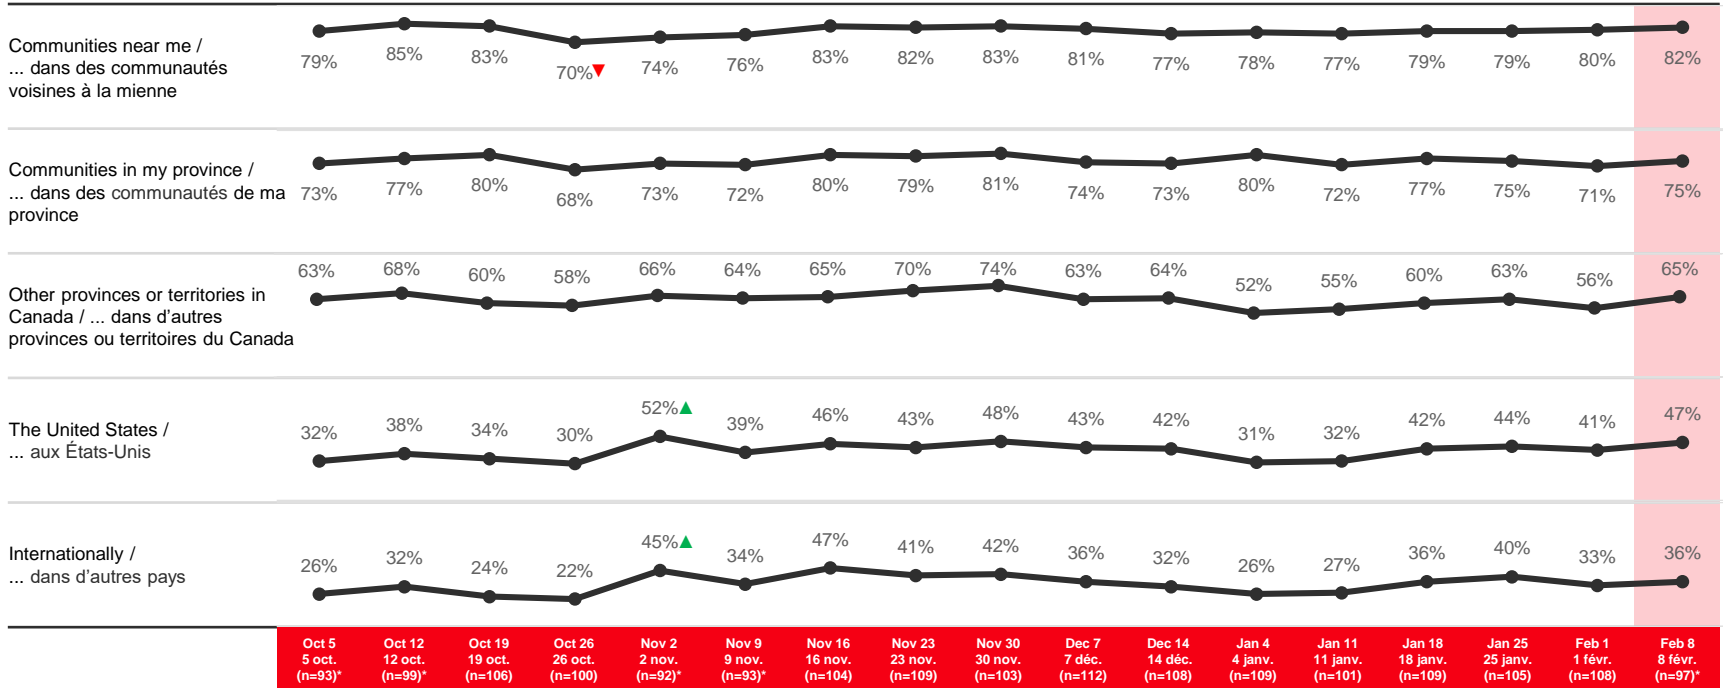 Communities near me /
... dans des communautés
voisines à la mienne
79% 85% 83% 70%▼ 74% 76% 83% 82% 83% 81% 77% 78% 77% 79% 79% 80% 82%
Communities in my province /
... dans des communautés de ma
province
73% 77% 80% 68% 73% 72% 80% 79% 81% 74% 73% 80% 72% 77% 75% 71% 75%
Other provinces or territories in
Canada / ... dans d'autres
provinces ou territoires du Canada
63% 68% 60% 58% 66% 64% 65% 70% 74% 63% 64% 52% 55% 60% 63% 56% 65%
The United States /
... aux États-Unis
32% 38% 34% 30% 52%▲ 39% 46% 43% 48% 43% 42% 31% 32% 42% 44% 41% 47%
Internationally /
... dans d'autres pays
26% 32% 24% 22% 45%▲ 34% 47% 41% 42% 36% 32% 26% 27% 36% 40% 33% 36%
Oct 5 Oct 12 Oct 19 Oct 26 Nov 2 Nov 9 Nov 16 Nov 23 Nov 30 Dec 7 Dec 14 Jan 4 Jan 11 Jan 18 Jan 25 Feb 1 Feb 8
5 oct. 12 oct. 19 oct. 26 oct. 2 nov. 9 nov. 16 nov. 23 nov. 30 nov. 7 déc. 14 déc. 4 janv. 11 janv. 18 janv. 25 janv. 1 févr. 8 févr.
(n=93)* (n=99)* (n=106) (n=100) (n=92)* (n=93)* (n=104) (n=109) (n=103) (n=112) (n=108) (n=109) (n=101) (n=109) (n=105) (n=108) (n=97)*